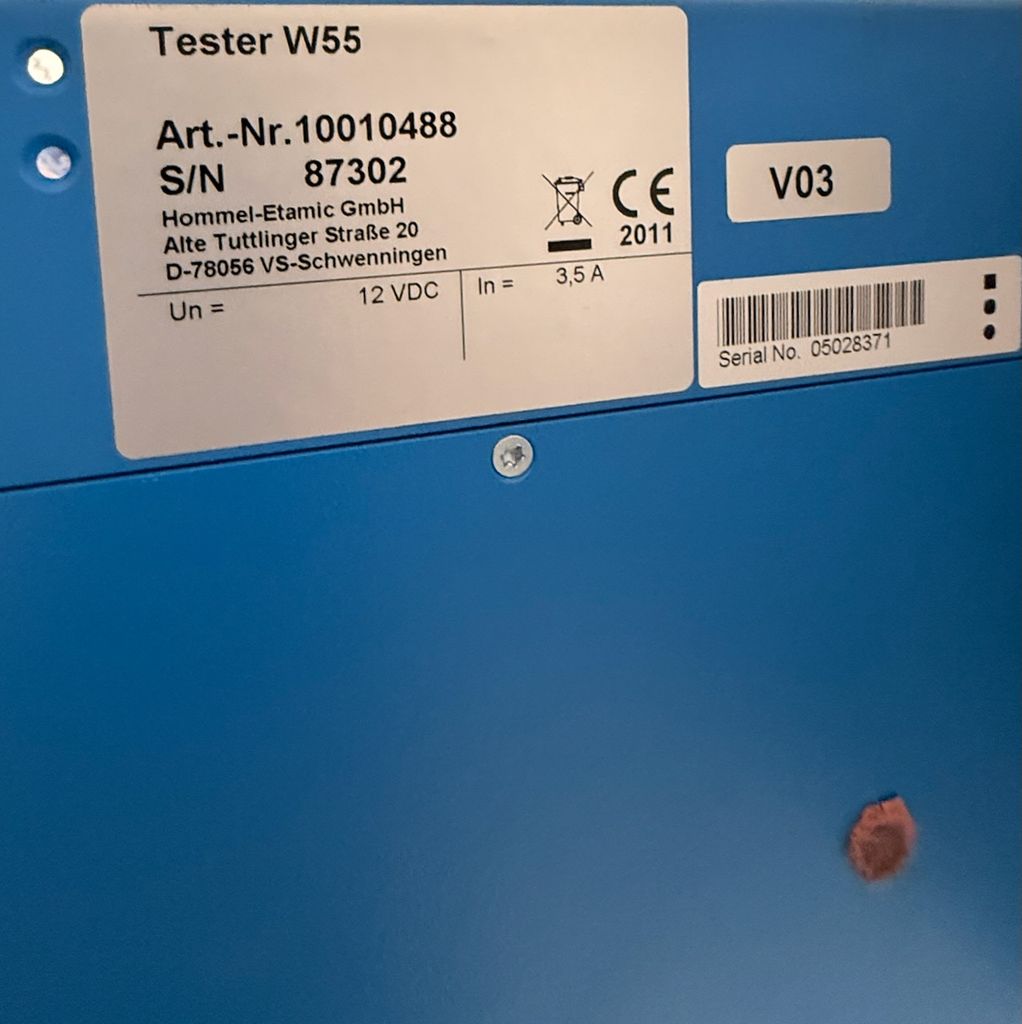 Tester W55
Art.-Nr.10010488
S/N 87302
Hommel-Etamic GmbH
Alte Tuttlinger Straße 20
D-78056 VS-Schwenningen
CE
2011
Un = 12 VDC
In = 3,5 A
V03
Serial No. 05028371